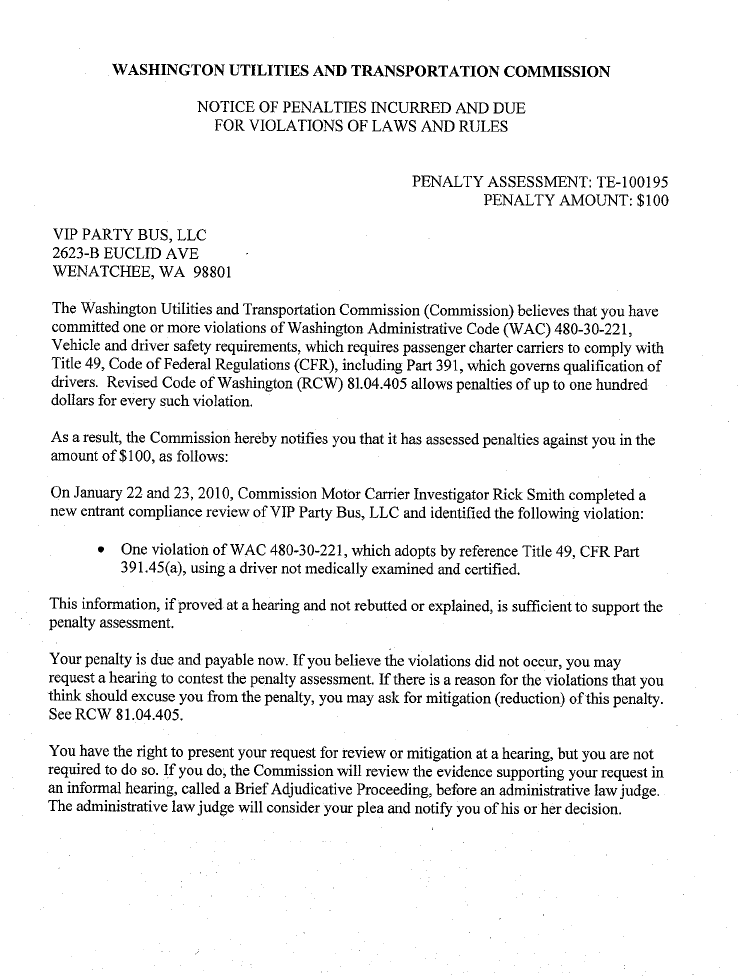 WASHINGTON UTILITIES AND TRANSPORTATION COMMISSION
NOTICE OF PENALTIES INCURRED AND DUE
FOR VIOLATIONS OF LAWS AND RULES
PENALTY ASSESSMENT: TE-100195
PENALTY AMOUNT: $100
VIP PARTY BUS, LLC
2623-B EUCLID AVE
WENATCHEE, WA 98801
The Washington Utilities and Transportation Commission (Commission) believes that you have
committed one or more violations of Washington Administrative Code (WAC) 480-30-221,
Vehicle and driver safety requirements, which requires passenger charter carriers to comply with
Title 49, Code of Federal Regulations (CFR), including Part 391, which governs qualification of
drivers. Revised Code of Washington (RCW) 81.04.405 allows penalties of up to one hundred
dollars for every such violation.
As a result, the Commission hereby notifies you that it has assessed penalties against you in the
amount of $100, as follows:
On January 22 and 23, 2010, Commission Motor Carrier Investigator Rick Smith completed a
new entrant compliance review of VIP Party Bus, LLC and identified the following violation:
• One violation of WAC 480-30-221, which adopts by reference Title 49, CFR Part
391.45(a), using a driver not medically examined and certified.
This information, if proved at a hearing and not rebutted or explained, is sufficient to support the
penalty assessment.
Your penalty is due and payable now. If you believe the violations did not occur, you may
request a hearing to contest the penalty assessment. If there is a reason for the violations that you
think should excuse you from the penalty, you may ask for mitigation (reduction) of this penalty.
See RCW 81.04.405.
You have the right to present your request for review or mitigation at a hearing, but you are not
required to do so. If you do, the Commission will review the evidence supporting your request in
an informal hearing, called a Brief Adjudicative Proceeding, before an administrative law judge.
The administrative law judge will consider your plea and notify you of his or her decision.